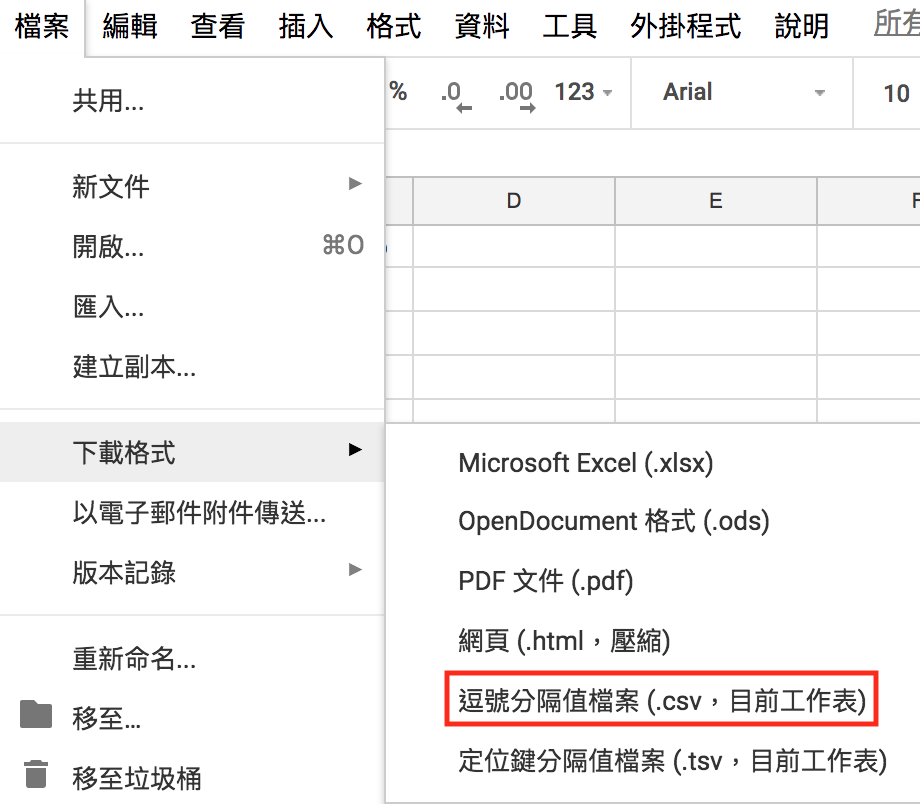 檔案 編輯 查看 插入 格式 資料 工具 外掛程式 說明 所有
% .0 .00 123 Arial 10
共用...
新文件
開啟... ⌘O
匯入...
建立副本...
下載格式
以電子郵件附件傳送...
版本記錄
重新命名...
移至...
移至垃圾桶
D E F
Microsoft Excel (.xlsx)
OpenDocument 格式 (.ods)
PDF 文件 (.pdf)
網頁 (.html，壓縮)
逗號分隔值檔案 (.csv，目前工作表)
定位鍵分隔值檔案 (.tsv，目前工作表)